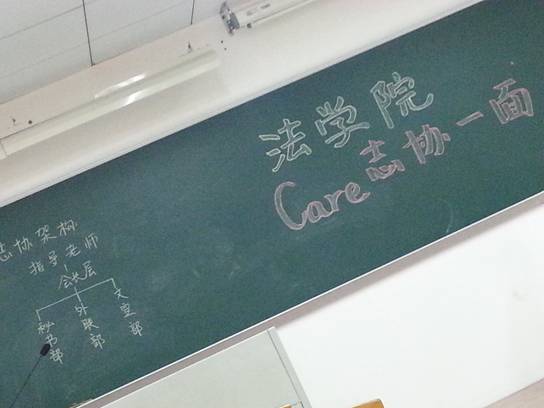 法学院
Care志协一面
志协架构
指导老师
会长层
秘书部
外联部
文宣部